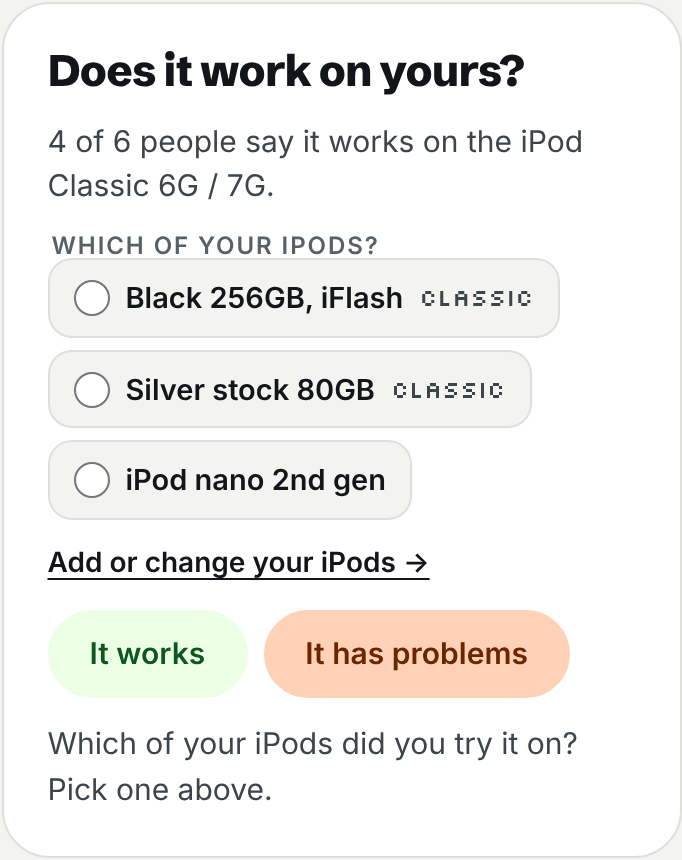 Does it work on yours?
4 of 6 people say it works on the iPod
Classic 6G / 7G.
WHICH OF YOUR IPODS?
Black 256GB, iFlash CLASSIC
Silver stock 80GB CLASSIC
iPod nano 2nd gen
Add or change your iPods →
It works It has problems
Which of your iPods did you try it on?
Pick one above.